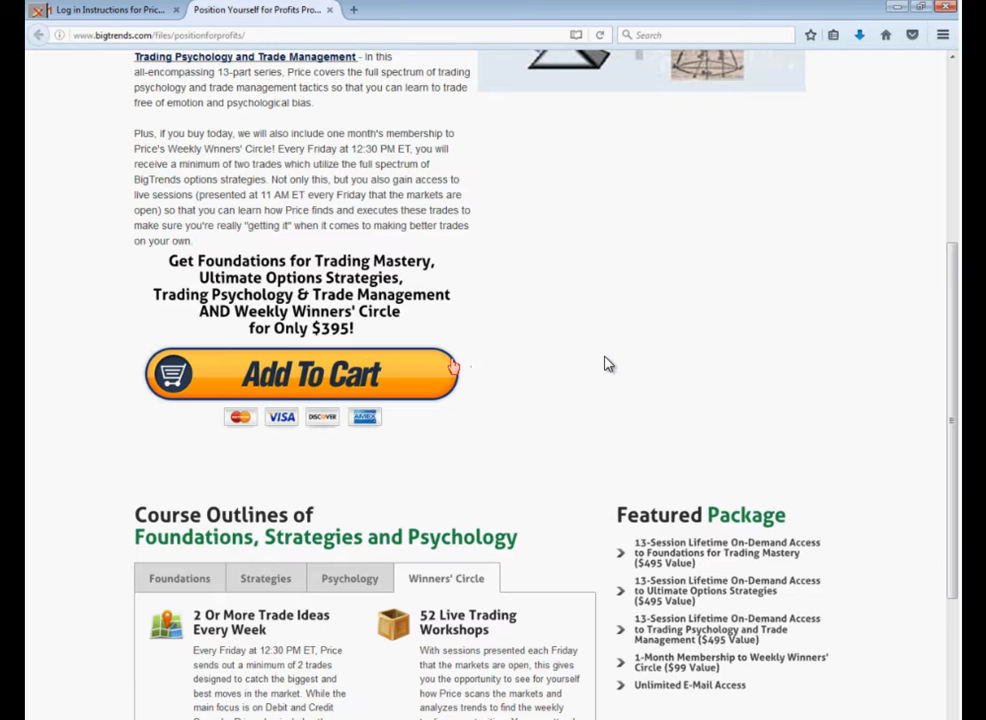 Log in Instructions for Pric...
Position Yourself for Profits Pro...
www.bigtrends.com/files/positionforprofits/
Search
Trading Psychology and Trade Management - in this
all-encompassing 13-part series, Price covers the full spectrum of trading
psychology and trade management tactics so that you can learn to trade
free of emotion and psychological bias.
Plus, if you buy today, we will also include one month's membership to
Price's Weekly Winners' Circle! Every Friday at 12:30 PM ET, you will
receive a minimum of two trades which utilize the full spectrum of
BigTrends options strategies. Not only this, but you also gain access to
live sessions (presented at 11 AM ET every Friday that the markets are
open) so that you can learn how Price finds and executes these trades to
make sure you're really "getting it" when it comes to making better trades
on your own.
Get Foundations for Trading Mastery,
Ultimate Options Strategies,
Trading Psychology & Trade Management
AND Weekly Winners' Circle
for Only $395!
Add To Cart
MasterCard VISA DISCOVER AMEX
Course Outlines of
Foundations, Strategies and Psychology
Foundations Strategies Psychology Winners' Circle
2 Or More Trade Ideas
Every Week
Every Friday at 12:30 PM ET, Price
sends out a minimum of 2 trades
designed to catch the biggest and
best moves in the market. While the
main focus is on Debit and Credit
52 Live Trading
Workshops
With sessions presented each Friday
that the markets are open, this gives
you the opportunity to see for yourself
how Price scans the markets and
analyzes trends to find the weekly
Featured Package
13-Session Lifetime On-Demand Access
to Foundations for Trading Mastery
($495 Value)
13-Session Lifetime On-Demand Access
to Ultimate Options Strategies
($495 Value)
13-Session Lifetime On-Demand Access
to Trading Psychology and Trade
Management ($495 Value)
1-Month Membership to Weekly Winners'
Circle ($99 Value)
Unlimited E-Mail Access